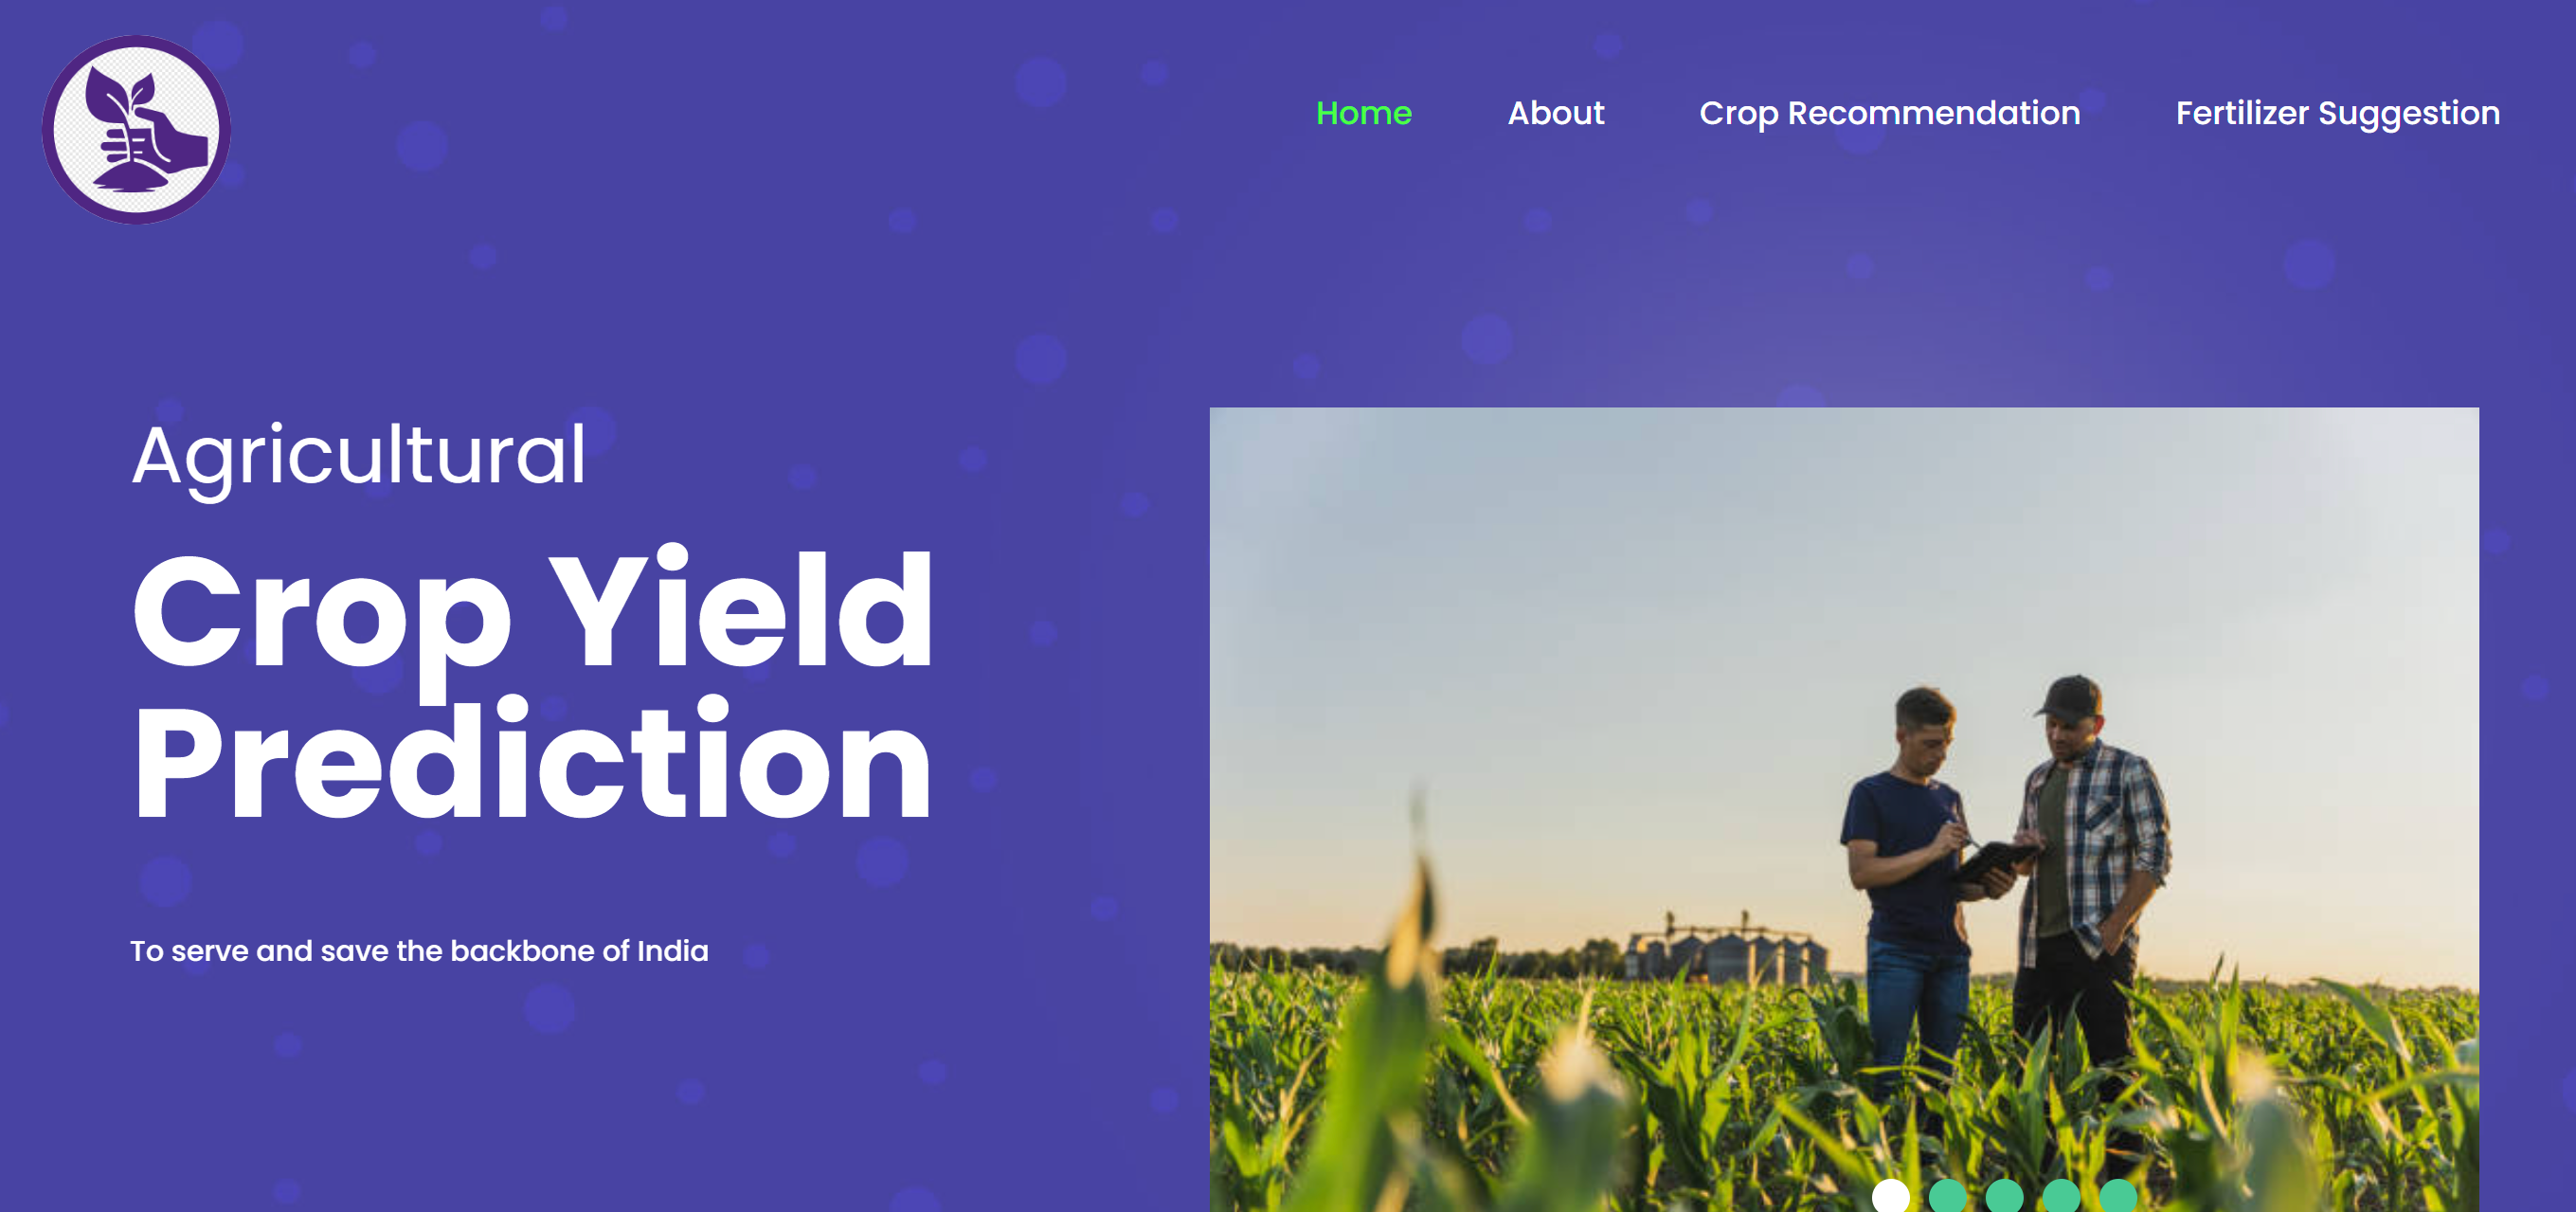 Home About Crop Recommendation Fertilizer Suggestion
Agricultural
Crop Yield
Prediction
To serve and save the backbone of India